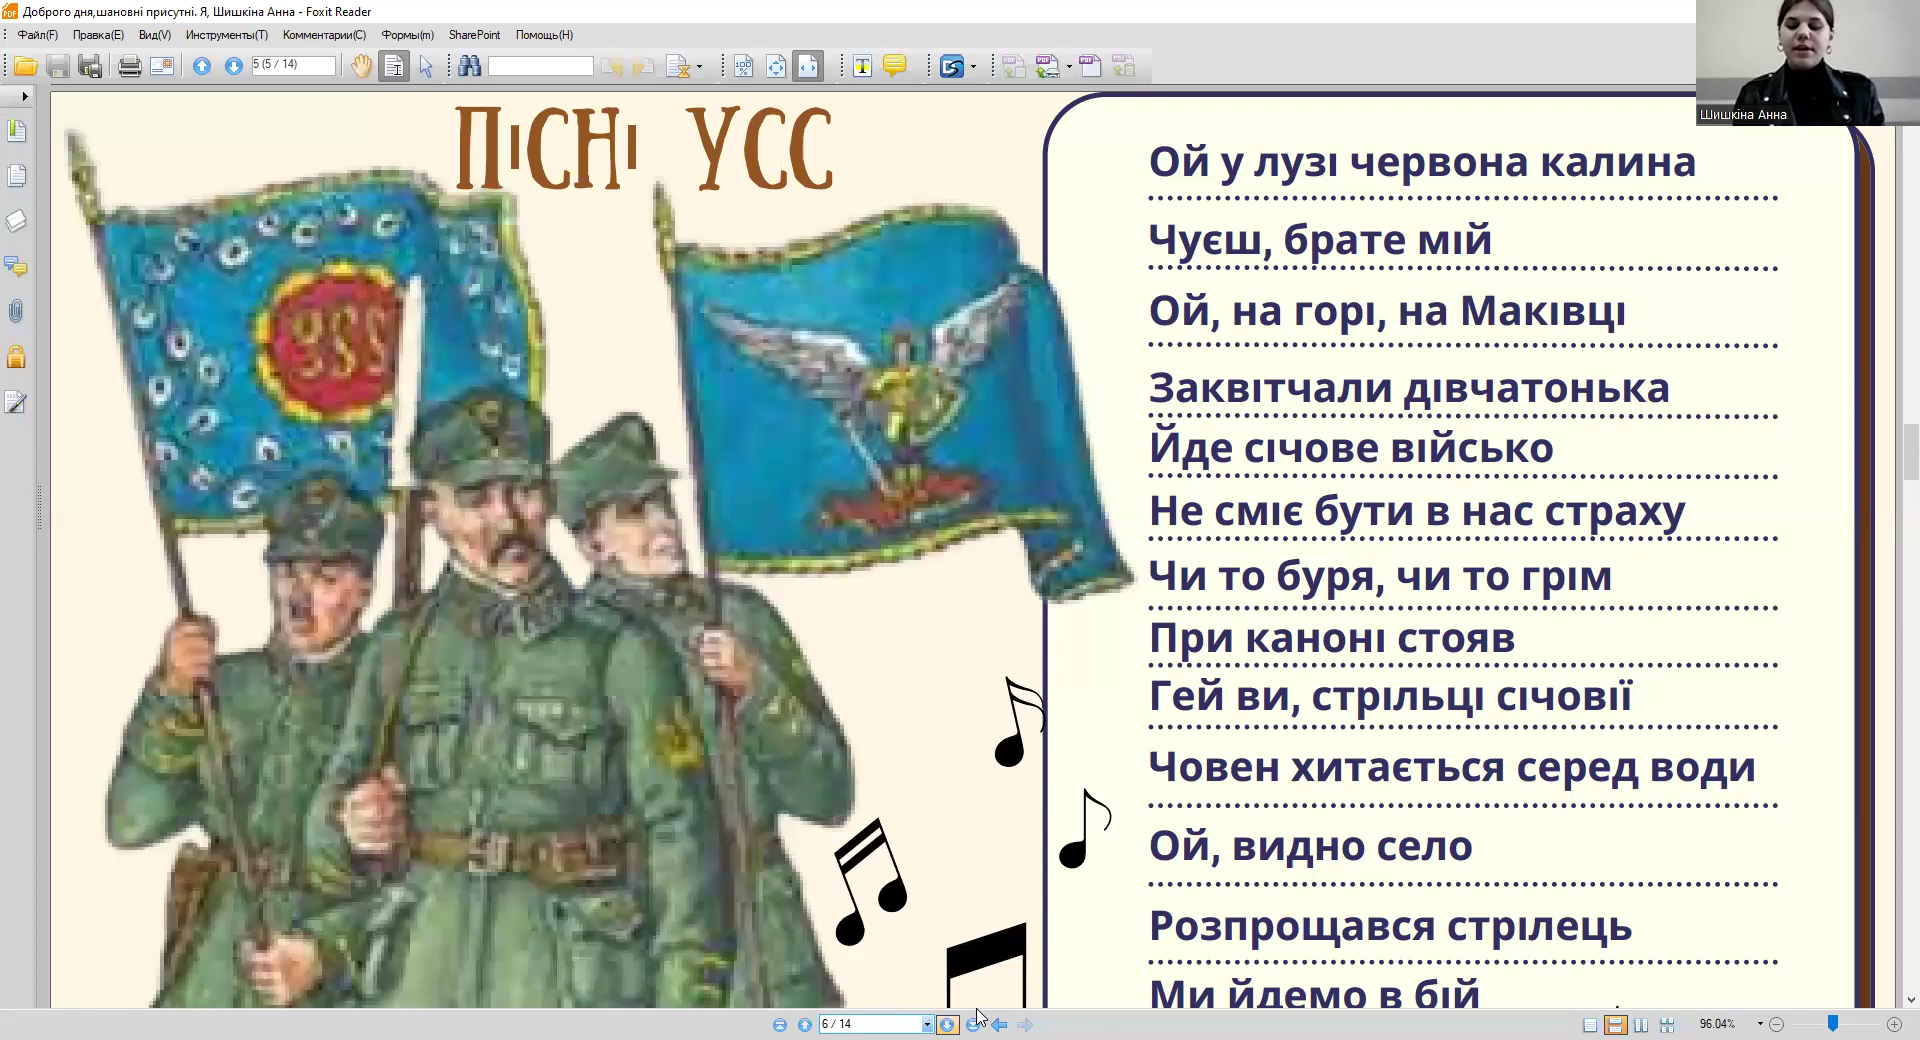 Доброго дня,шановні присутні. Я, Шишкіна Анна - Foxit Reader
Файл(F) Правка(E) Вид(V) Инструменты(T) Комментарии(C) Формы(m) SharePoint Помощь(H)
5 (5 / 14)
Шишкіна Анна
ПІСНІ УСС
Ой у лузі червона калина
Чуєш, брате мій
Ой, на горі, на Маківці
Заквітчали дівчатонька
Йде січове військо
Не сміє бути в нас страху
Чи то буря, чи то грім
При каноні стояв
Гей ви, стрільці січовії
Човен хитається серед води
Ой, видно село
Розпрощався стрілець
Ми йдемо в бій
6 / 14
96.04%